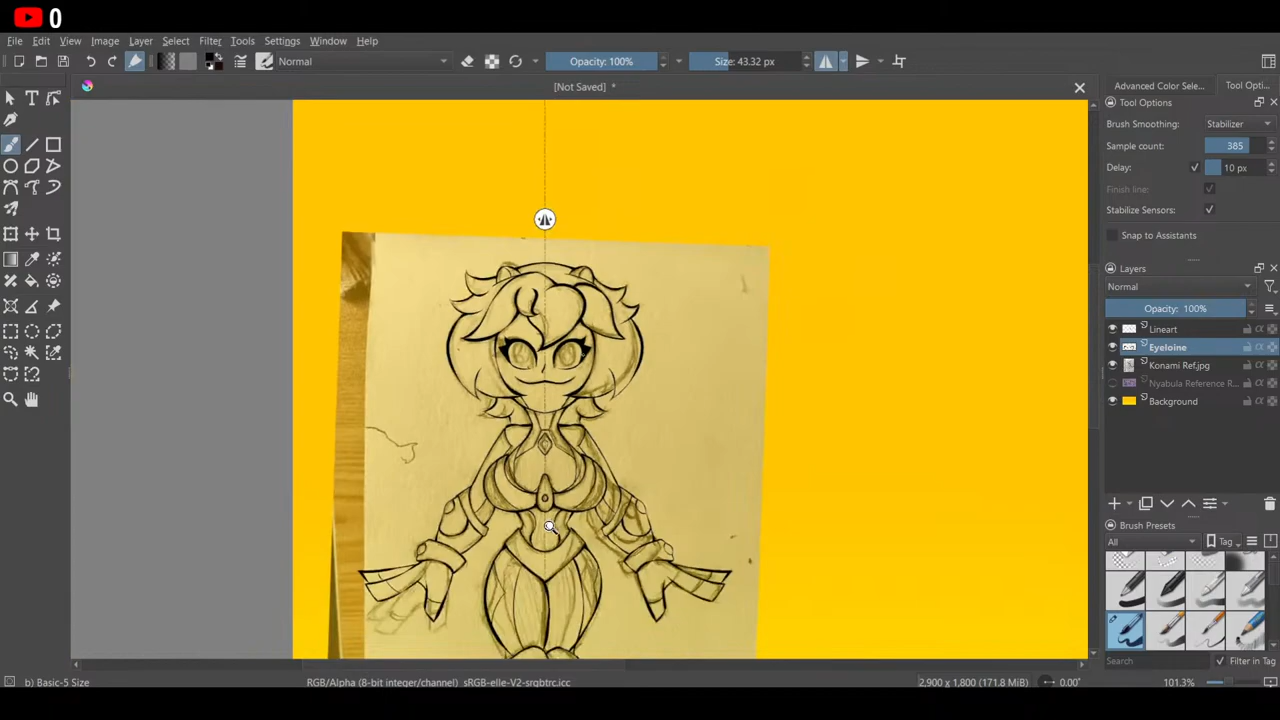 0
File Edit View Image Layer Select Filter Tools Settings Window Help
Normal Opacity: 100% Size: 43.32 px
[Not Saved] *
Advanced Color Sele... Tool Opti...
Tool Options
Brush Smoothing: Stabilizer
Sample count: 385
Delay: 10 px
Finish line:
Stabilize Sensors:
Snap to Assistants
Layers
Normal
Opacity: 100%
Lineart
Eyeloine
Konami Ref.jpg
Nyabula Reference R...
Background
Brush Presets
All Tag
Search Filter in Tag
b) Basic-5 Size RGB/Alpha (8-bit integer/channel) sRGB-elle-V2-srgbtrc.icc 2,900 x 1,800 (171.8 MiB) 0.00° 101.3%